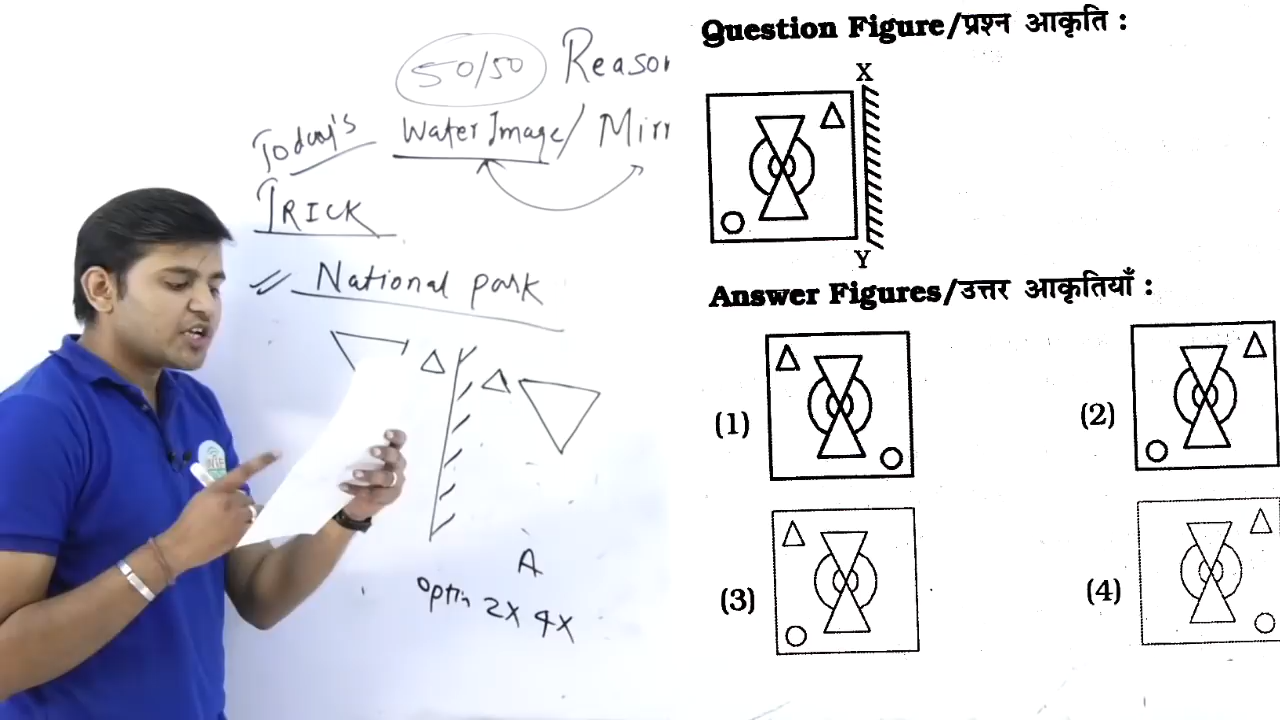 50/50 Reason
Today's Water Image/ Mirr
TRICK
National park
A
Optin 2X 4X
Question Figure/प्रश्न आकृति :
X
Y
Answer Figures/उत्तर आकृतियाँ :
(1)
(2)
(3)
(4)